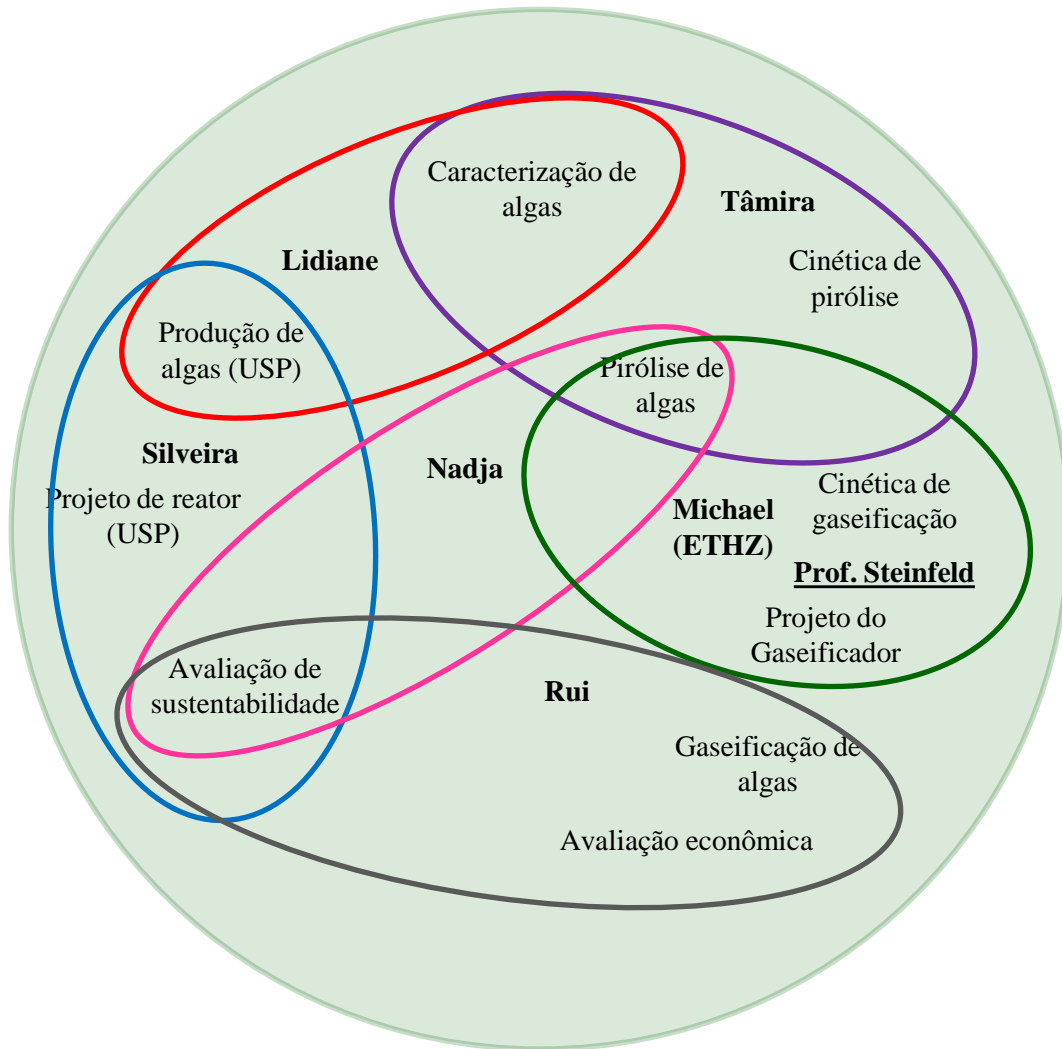 Caracterização de
algas
Tâmira
Lidiane
Cinética de
pirólise
Produção de
algas (USP)
Pirólise de
algas
Silveira
Nadja
Projeto de reator
(USP)
Cinética de
gaseificação
Michael
(ETHZ)
Prof. Steinfeld
Projeto do
Gaseificador
Avaliação de
sustentabilidade
Rui
Gaseificação de
algas
Avaliação econômica